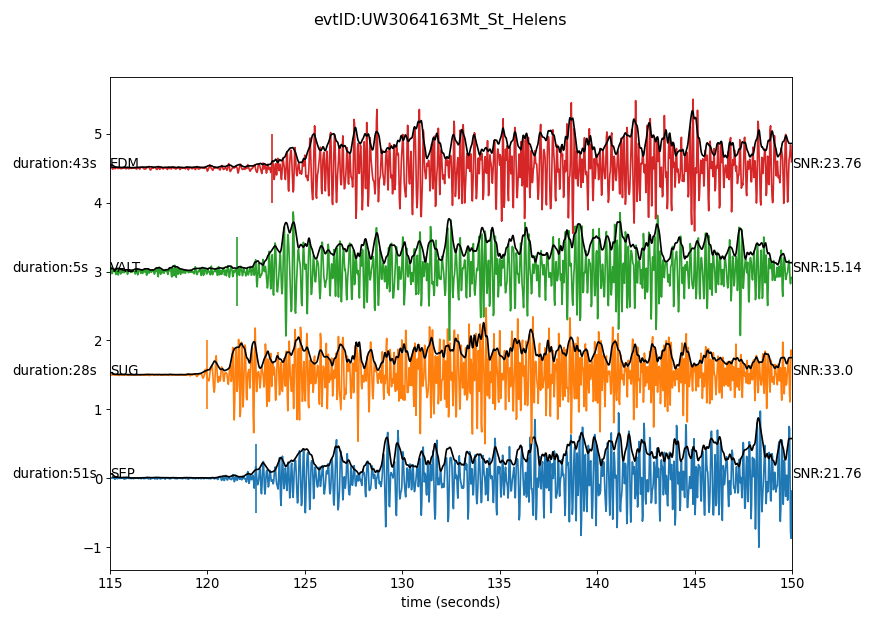 evtID:UW3064163Mt_St_Helens
5
duration:43s EDM SNR:23.76
4
duration:5s VALT SNR:15.14
3
2
duration:28s SUG SNR:33.0
1
duration:51s SEP SNR:21.76
0
−1
115 120 125 130 135 140 145 150
time (seconds)